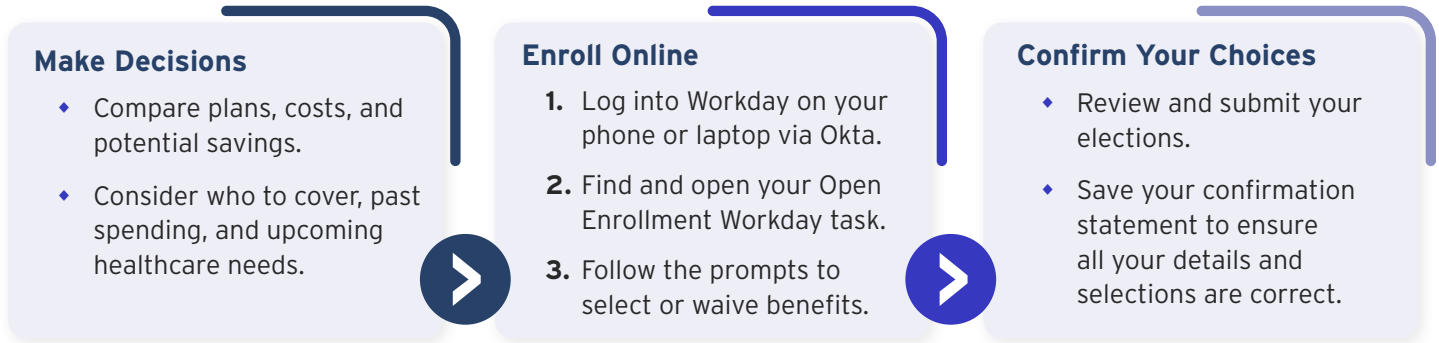 Make Decisions
Compare plans, costs, and
potential savings.
Consider who to cover, past
spending, and upcoming
healthcare needs.
Enroll Online
1. Log into Workday on your
phone or laptop via Okta.
2. Find and open your Open
Enrollment Workday task.
3. Follow the prompts to
select or waive benefits.
Confirm Your Choices
Review and submit your
elections.
Save your confirmation
statement to ensure
all your details and
selections are correct.